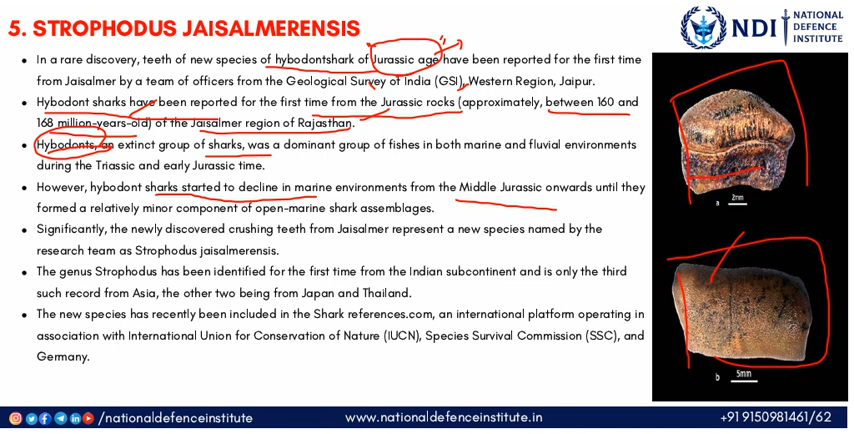 5. STROPHODUS JAISALMERENSIS
NDI NATIONAL
DEFENCE
INSTITUTE
• In a rare discovery, teeth of new species of hybodontshark of Jurassic age have been reported for the first time
from Jaisalmer by a team of officers from the Geological Survey of India (GSI), Western Region, Jaipur.
• Hybodont sharks have been reported for the first time from the Jurassic rocks (approximately, between 160 and
168 million-years-old) of the Jaisalmer region of Rajasthan.
• Hybodonts, an extinct group of sharks, was a dominant group of fishes in both marine and fluvial environments
during the Triassic and early Jurassic time.
• However, hybodont sharks started to decline in marine environments from the Middle Jurassic onwards until they
formed a relatively minor component of open-marine shark assemblages.
• Significantly, the newly discovered crushing teeth from Jaisalmer represent a new species named by the
research team as Strophodus jaisalmerensis.
• The genus Strophodus has been identified for the first time from the Indian subcontinent and is only the third
such record from Asia, the other two being from Japan and Thailand.
• The new species has recently been included in the Shark references.com, an international platform operating in
association with International Union for Conservation of Nature (IUCN), Species Survival Commission (SSC), and
Germany.
a 2mm
b 5mm
/nationaldefenceinstitute www.nationaldefenceinstitute.in +91 9150981461/62